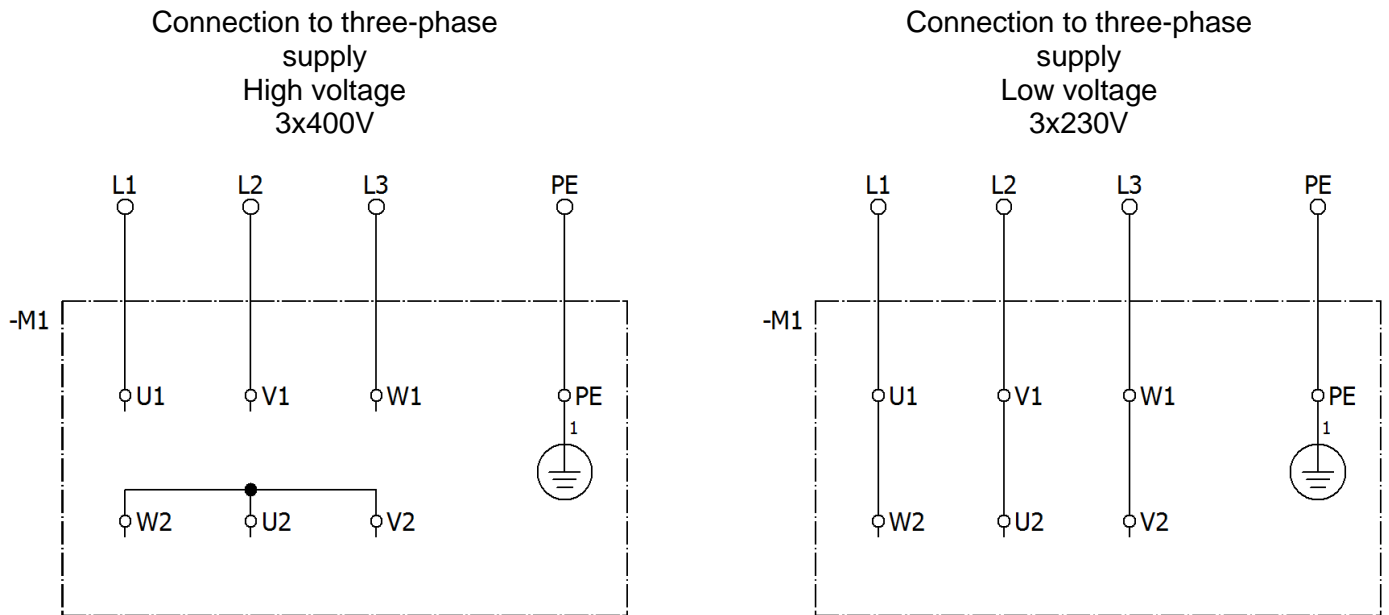 Connection to three-phase
supply
High voltage
3x400V
L1 L2 L3 PE
-M1
U1 V1 W1 PE
1
W2 U2 V2
Connection to three-phase
supply
Low voltage
3x230V
L1 L2 L3 PE
-M1
U1 V1 W1 PE
1
W2 U2 V2